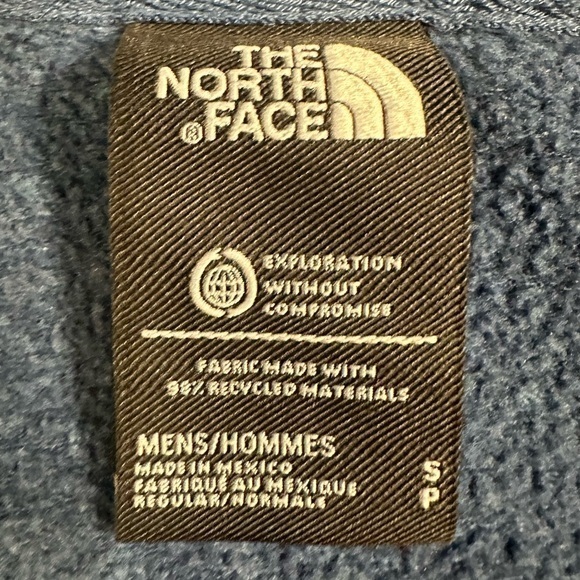 THE
NORTH
® FACE
EXPLORATION
WITHOUT
COMPROMISE
FABRIC MADE WITH
98% RECYCLED MATERIALS
MENS/HOMMES
MADE IN MEXICO
FABRIQUÉ AU MEXIQUE
REGULAR/NORMALE
S
P